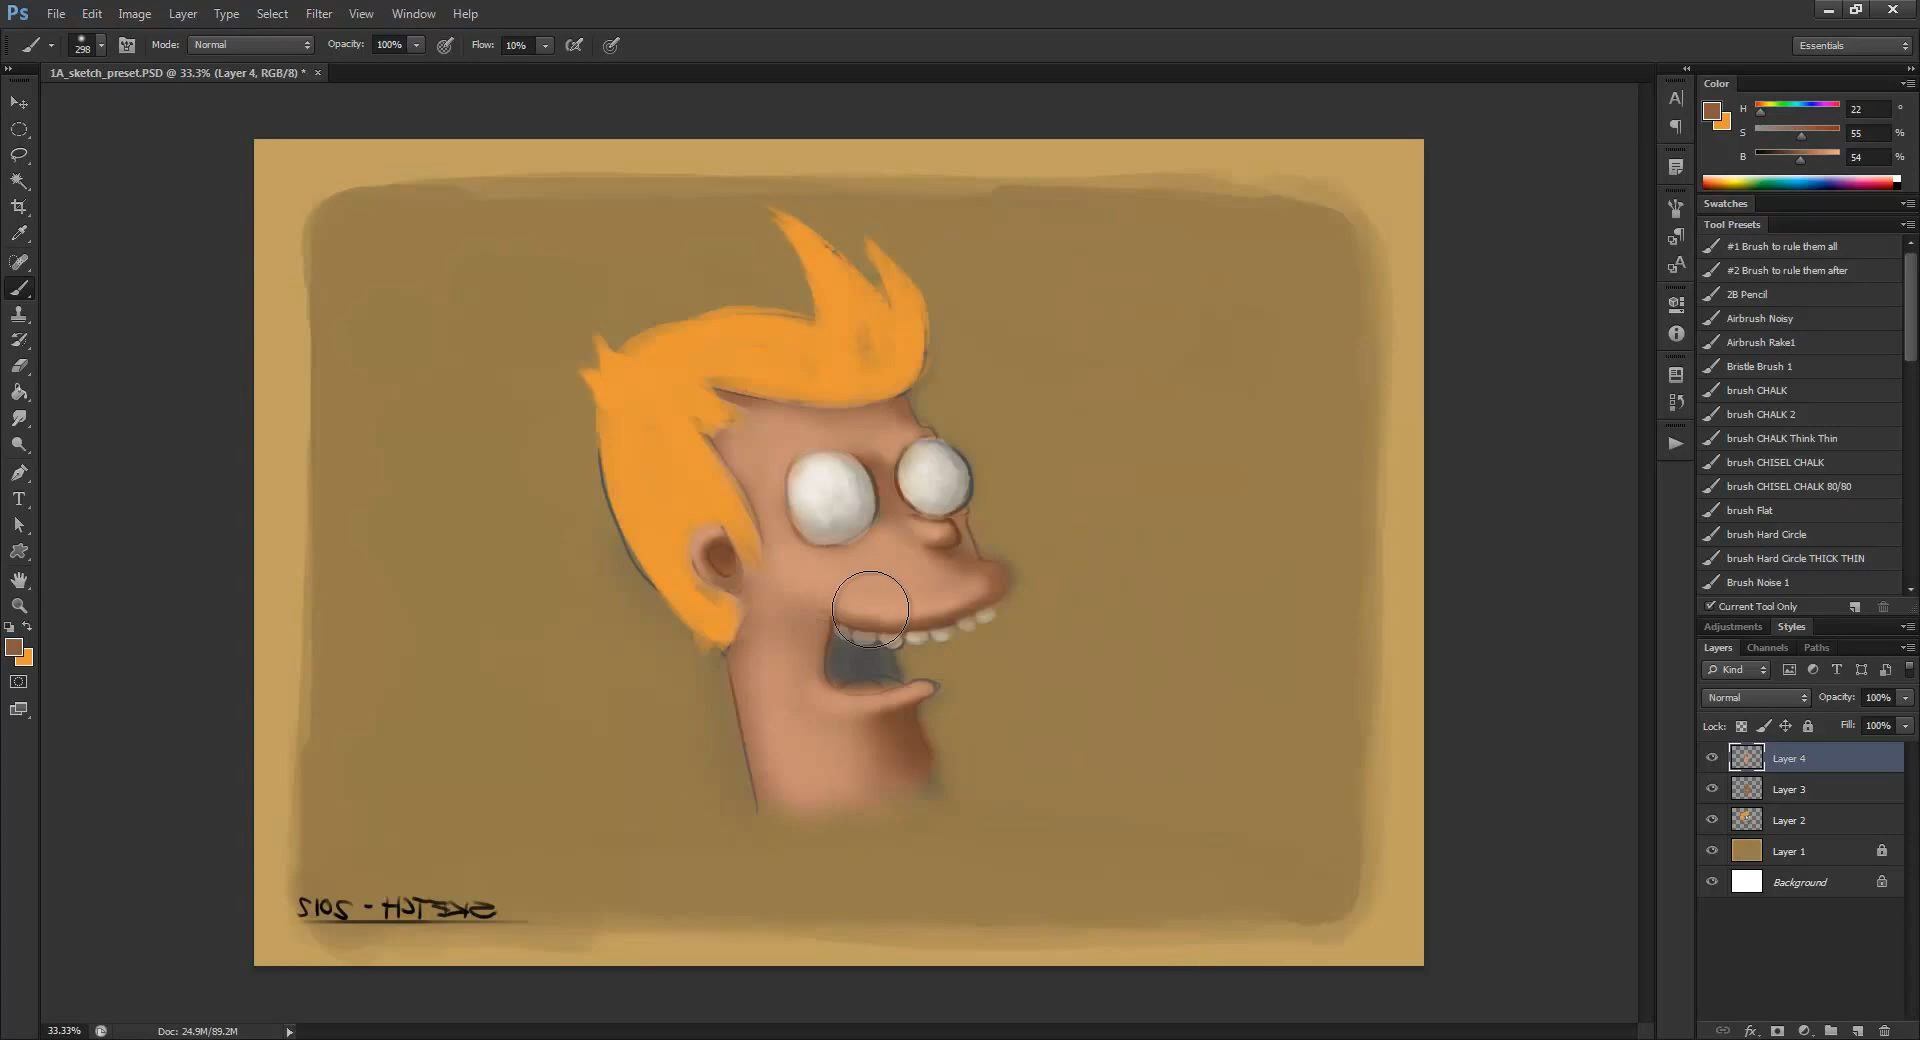 Ps File Edit Image Layer Type Select Filter View Window Help
298 Mode: Normal Opacity: 100% Flow: 10% Essentials
1A_sketch_preset.PSD @ 33.3% (Layer 4, RGB/8) * ×
Color
H 22 °
S 55 %
B 54 %
Swatches
Tool Presets
#1 Brush to rule them all
#2 Brush to rule them after
2B Pencil
Airbrush Noisy
Airbrush Rake1
Bristle Brush 1
brush CHALK
brush CHALK 2
brush CHALK Think Thin
brush CHISEL CHALK
brush CHISEL CHALK 80/80
brush Flat
brush Hard Circle
brush Hard Circle THICK THIN
Brush Noise 1
Current Tool Only
Adjustments Styles
Layers Channels Paths
Kind
Normal Opacity: 100%
Lock: Fill: 100%
Layer 4
Layer 3
Layer 2
Layer 1
Background
SKETCH - 2012
33.33% Doc: 24.9M/89.2M